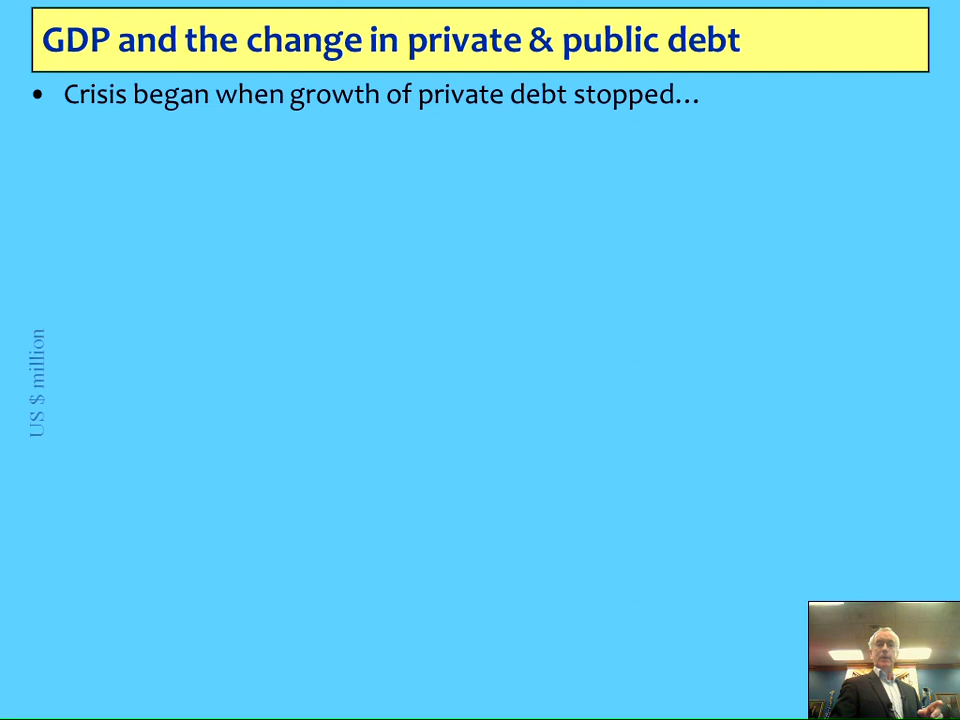 GDP and the change in private & public debt
• Crisis began when growth of private debt stopped…
US $ million